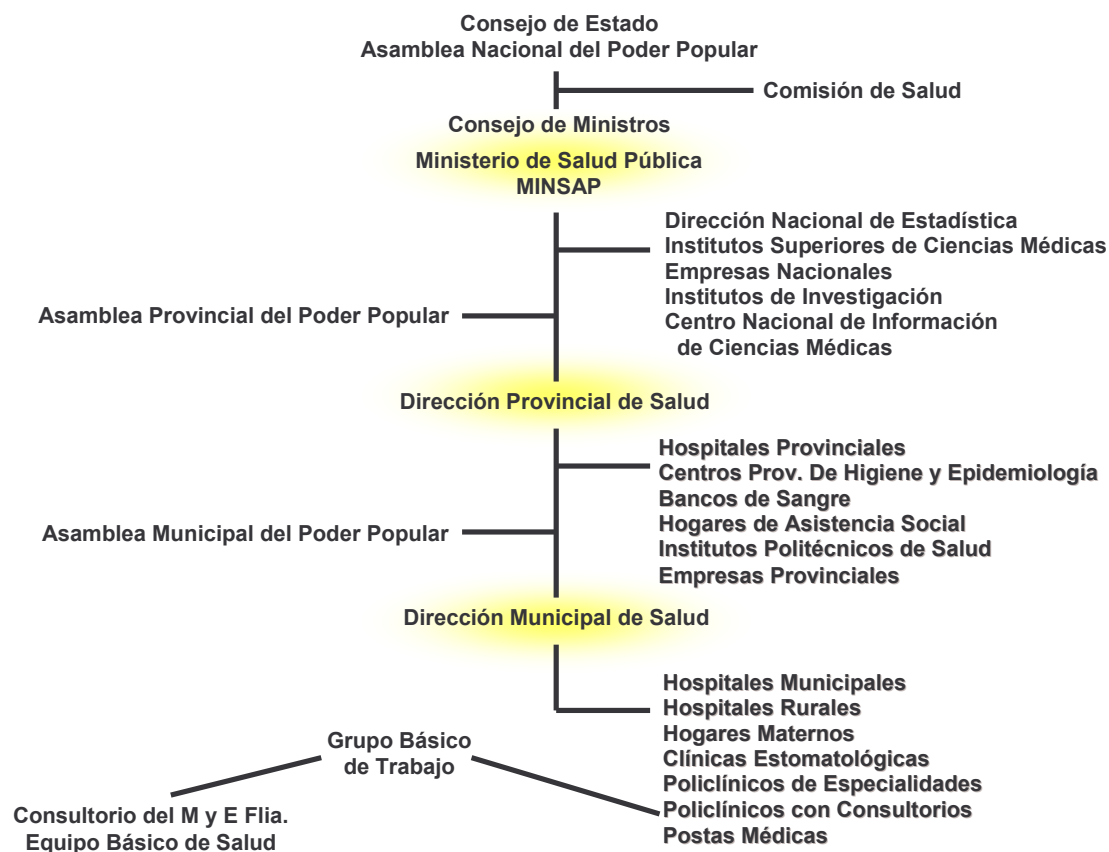 Consejo de Estado
Asamblea Nacional del Poder Popular
Comisión de Salud
Consejo de Ministros
Ministerio de Salud Pública
MINSAP
Dirección Nacional de Estadística
Institutos Superiores de Ciencias Médicas
Empresas Nacionales
Institutos de Investigación
Centro Nacional de Información
de Ciencias Médicas
Asamblea Provincial del Poder Popular
Dirección Provincial de Salud
Hospitales Provinciales
Centros Prov. De Higiene y Epidemiología
Bancos de Sangre
Hogares de Asistencia Social
Institutos Politécnicos de Salud
Empresas Provinciales
Asamblea Municipal del Poder Popular
Dirección Municipal de Salud
Hospitales Municipales
Hospitales Rurales
Hogares Maternos
Clínicas Estomatológicas
Policlínicos de Especialidades
Policlínicos con Consultorios
Postas Médicas
Grupo Básico
de Trabajo
Consultorio del M y E Flia.
Equipo Básico de Salud